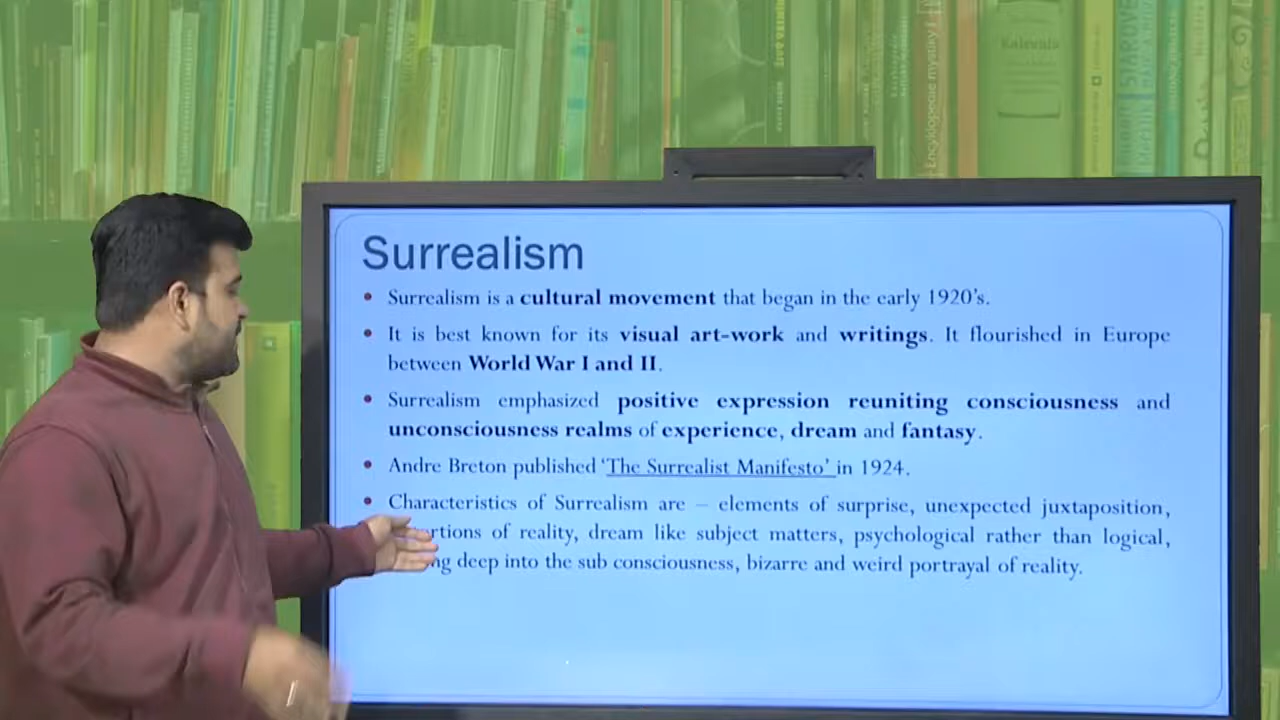 Kalevala
Encyklopedie mystiky I
STAROVĚ
Surrealism
• Surrealism is a cultural movement that began in the early 1920's.
• It is best known for its visual art-work and writings. It flourished in Europe
between World War I and II.
• Surrealism emphasized positive expression reuniting consciousness and
unconsciousness realms of experience, dream and fantasy.
• Andre Breton published 'The Surrealist Manifesto' in 1924.
• Characteristics of Surrealism are – elements of surprise, unexpected juxtaposition,
of reality, dream like subject matters, psychological rather than logical,
deep into the sub consciousness, bizarre and weird portrayal of reality.